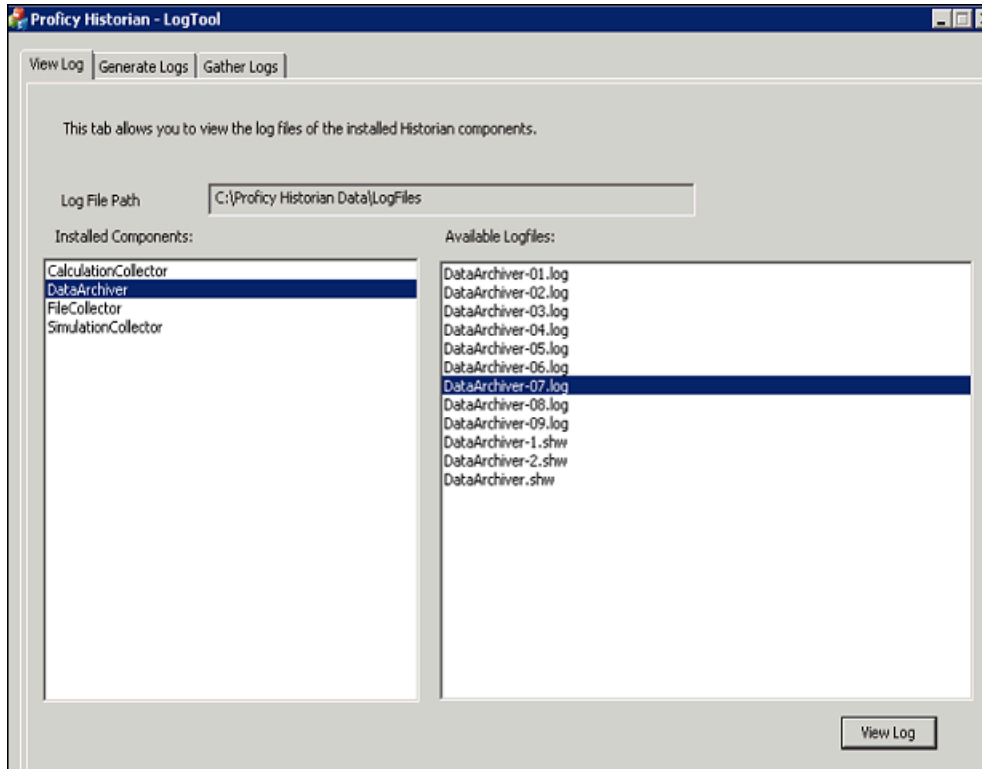 Proficy Historian - LogTool
View Log Generate Logs Gather Logs
This tab allows you to view the log files of the installed Historian components.
Log File Path C:\Proficy Historian Data\LogFiles
Installed Components:
CalculationCollector
DataArchiver
FileCollector
SimulationCollector
Available Logfiles:
DataArchiver-01.log
DataArchiver-02.log
DataArchiver-03.log
DataArchiver-04.log
DataArchiver-05.log
DataArchiver-06.log
DataArchiver-07.log
DataArchiver-08.log
DataArchiver-09.log
DataArchiver-1.shw
DataArchiver-2.shw
DataArchiver.shw
View Log